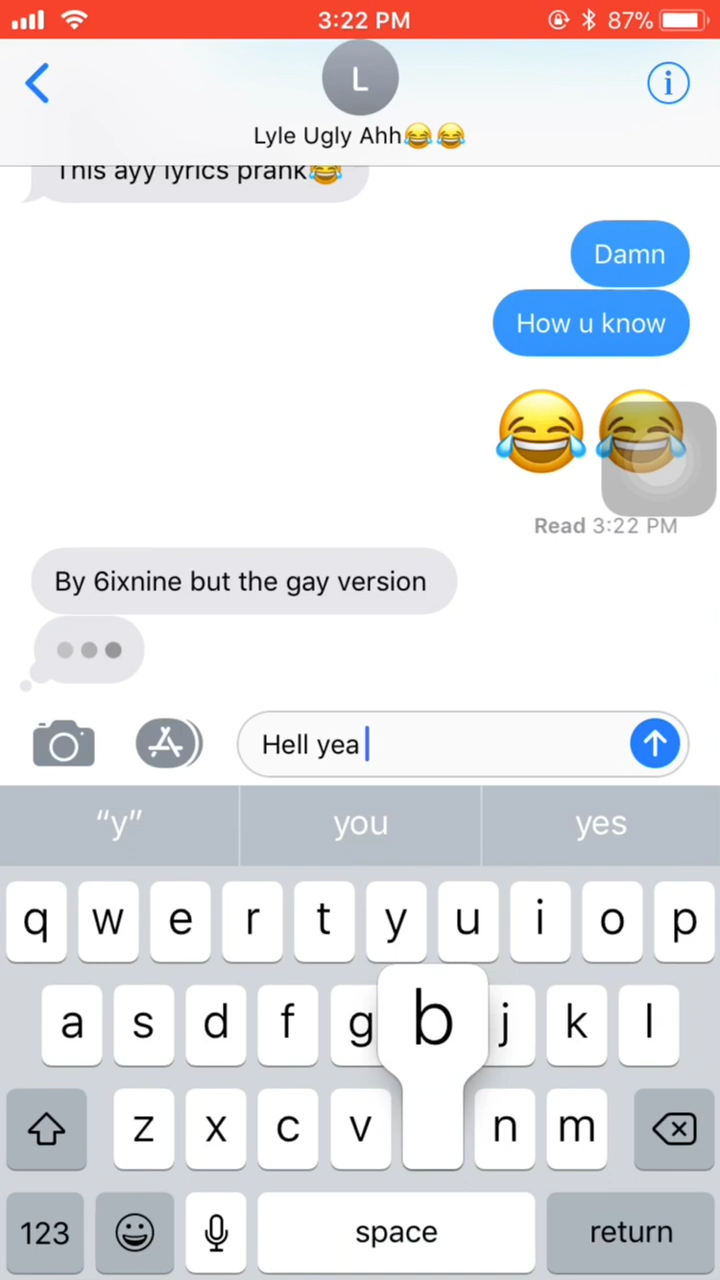 3:22 PM
87%
L
Lyle Ugly Ahh😂😂
This ayy lyrics prank😂
Damn
How u know
😂😂
Read 3:22 PM
By 6ixnine but the gay version
Hell yea
“y” you yes
q w e r t y u i o p
a s d f g b j k l
z x c v n m
123 space return